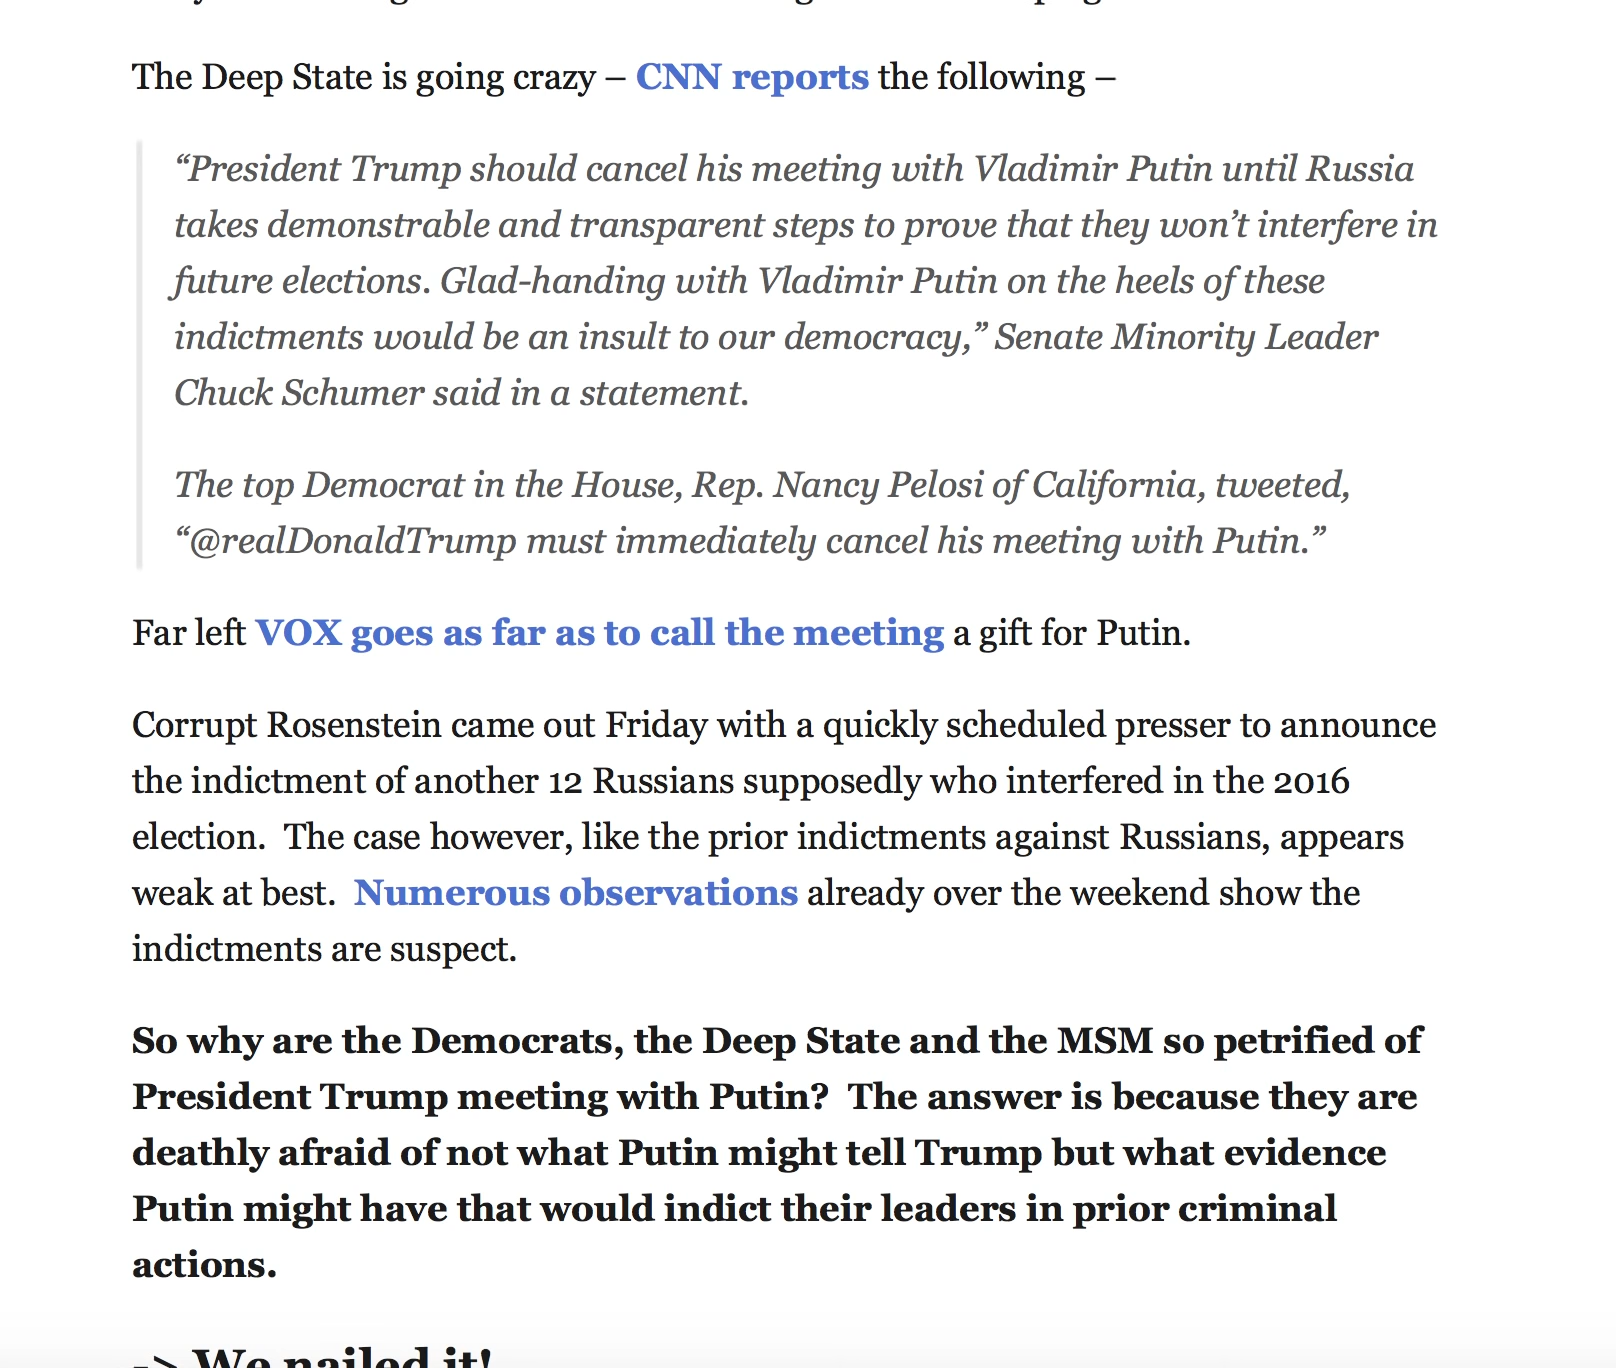 The Deep State is going crazy – CNN reports the following –
“President Trump should cancel his meeting with Vladimir Putin until Russia
takes demonstrable and transparent steps to prove that they won’t interfere in
future elections. Glad-handing with Vladimir Putin on the heels of these
indictments would be an insult to our democracy,” Senate Minority Leader
Chuck Schumer said in a statement.
The top Democrat in the House, Rep. Nancy Pelosi of California, tweeted,
“@realDonaldTrump must immediately cancel his meeting with Putin.”
Far left VOX goes as far as to call the meeting a gift for Putin.
Corrupt Rosenstein came out Friday with a quickly scheduled presser to announce
the indictment of another 12 Russians supposedly who interfered in the 2016
election.  The case however, like the prior indictments against Russians, appears
weak at best.  Numerous observations already over the weekend show the
indictments are suspect.
So why are the Democrats, the Deep State and the MSM so petrified of
President Trump meeting with Putin?  The answer is because they are
deathly afraid of not what Putin might tell Trump but what evidence
Putin might have that would indict their leaders in prior criminal
actions.
-> We nailed it!